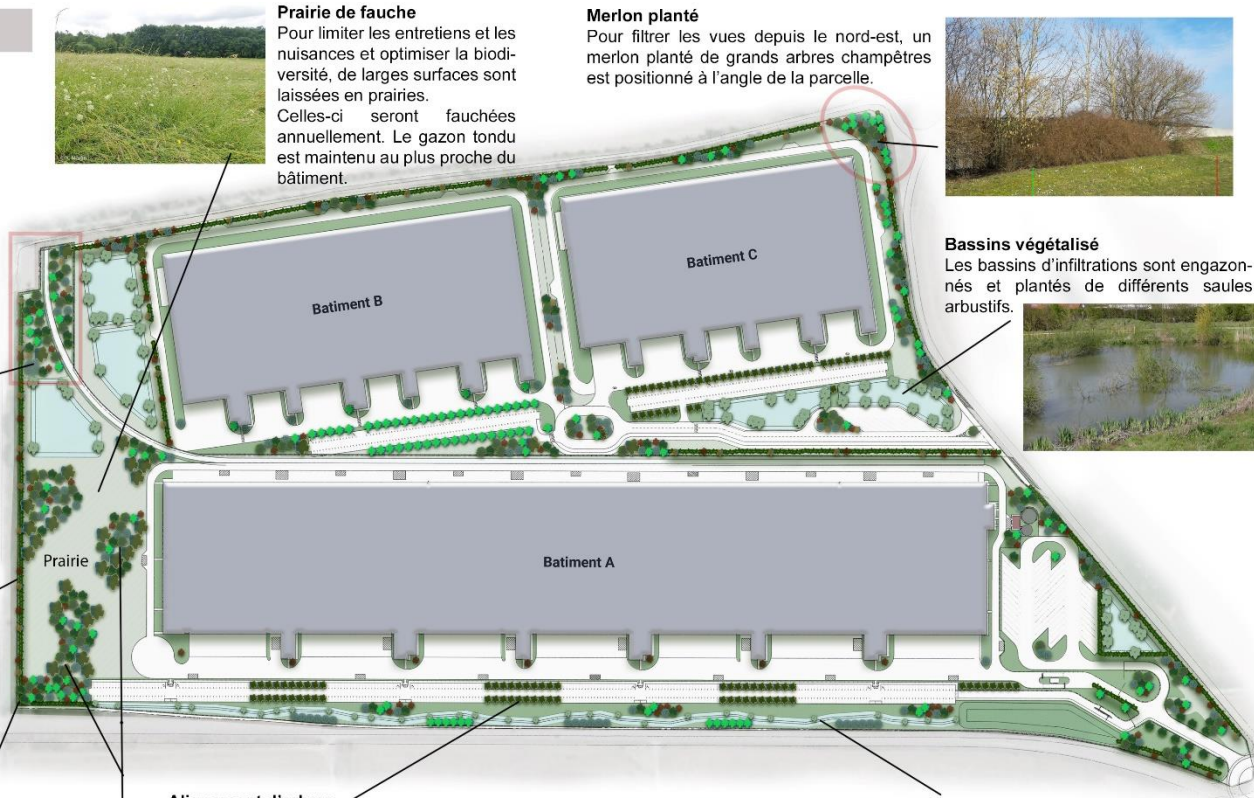 Prairie de fauche
Pour limiter les entretiens et les
nuisances et optimiser la biodi-
versité, de larges surfaces sont
laissées en prairies.
Celles-ci seront fauchées
annuellement. Le gazon tondu
est maintenu au plus proche du
bâtiment.
Merlon planté
Pour filtrer les vues depuis le nord-est, un
merlon planté de grands arbres champêtres
est positionné à l'angle de la parcelle.
Bassins végétalisé
Les bassins d'infiltrations sont engazon-
nés et plantés de différents saules
arbustifs.
Batiment B
Batiment C
Prairie
Batiment A